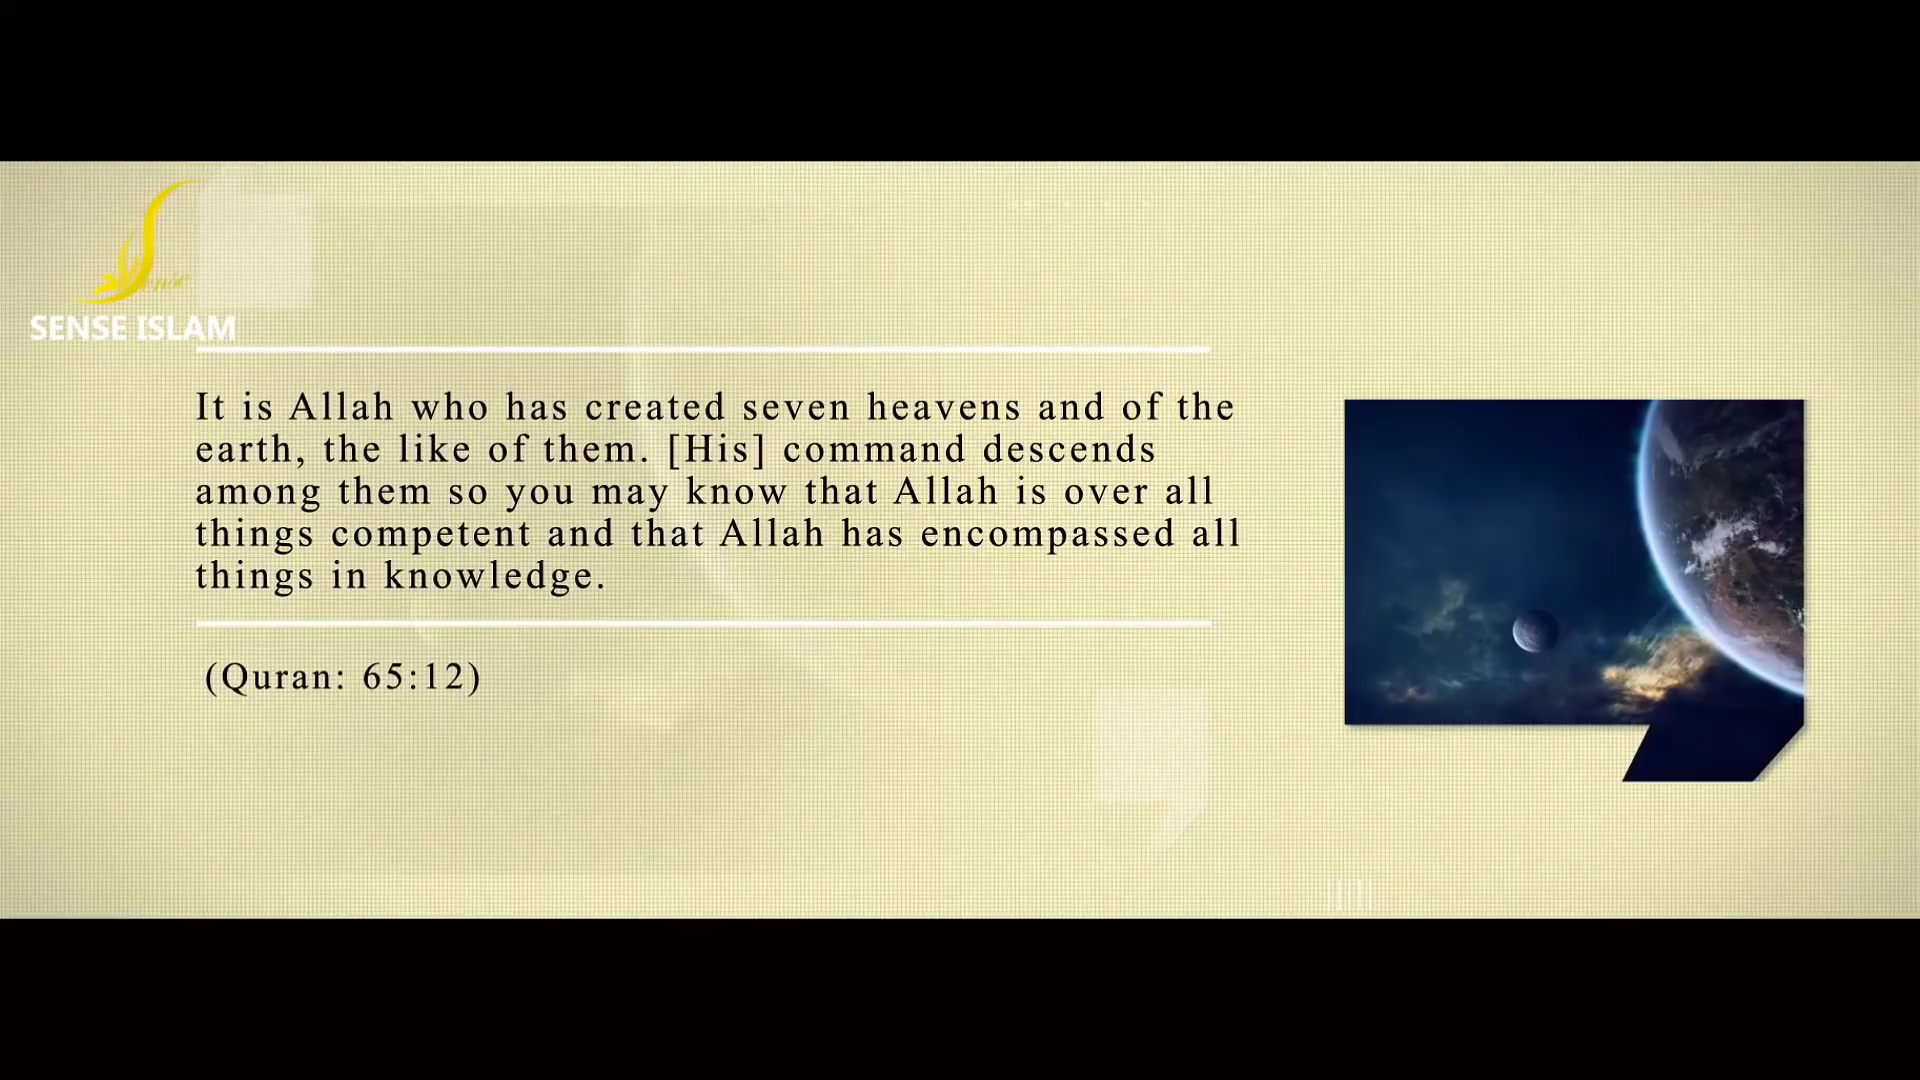 Sense
SENSE ISLAM
It is Allah who has created seven heavens and of the
earth, the like of them. [His] command descends
among them so you may know that Allah is over all
things competent and that Allah has encompassed all
things in knowledge.
(Quran: 65:12)